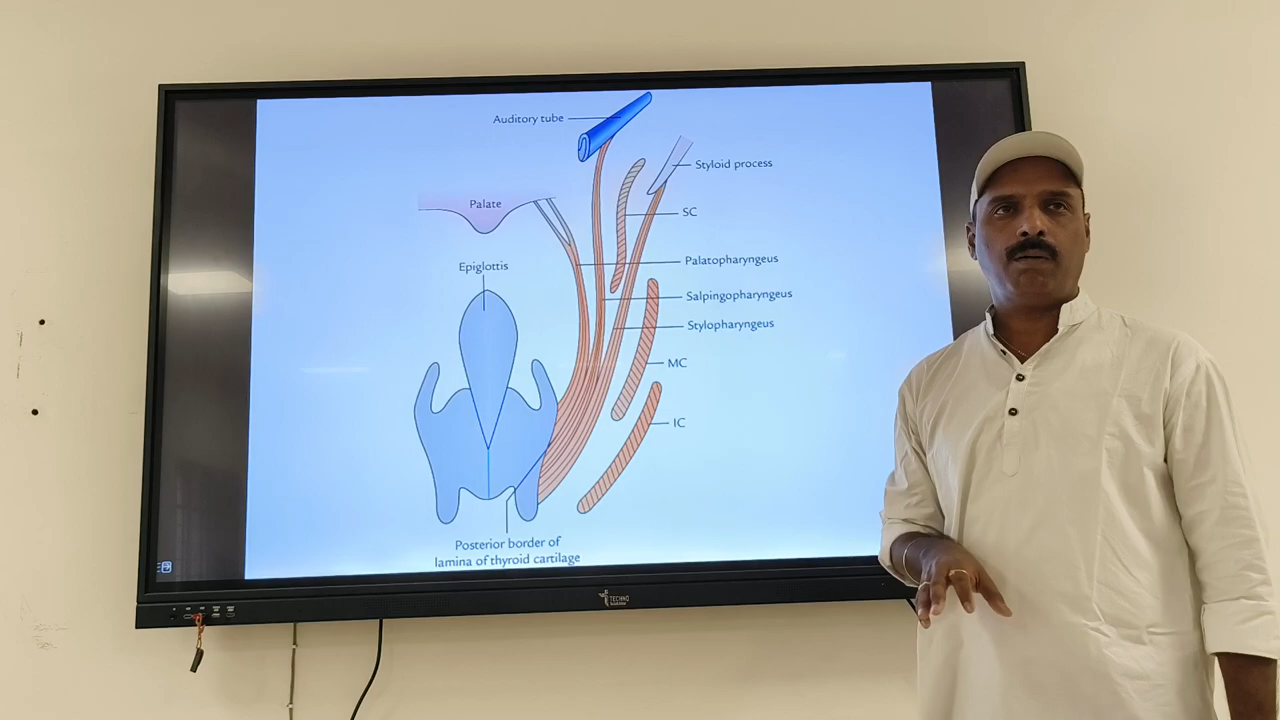 Auditory tube
Styloid process
Palate
SC
Palatopharyngeus
Epiglottis
Salpingopharyngeus
Stylopharyngeus
MC
IC
Posterior border of
lamina of thyroid cartilage
TECHNO